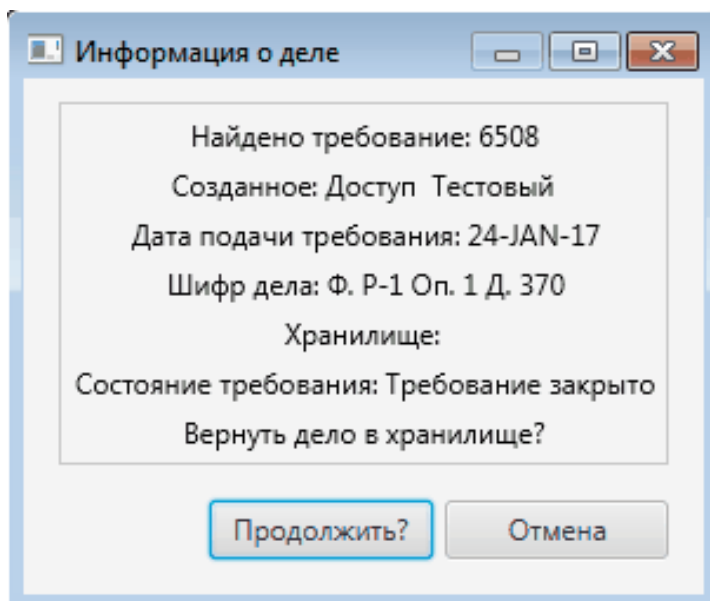 Информация о деле
Найдено требование: 6508
Созданное: Доступ  Тестовый
Дата подачи требования: 24-JAN-17
Шифр дела: Ф. Р-1 Оп. 1 Д. 370
Хранилище:
Состояние требования: Требование закрыто
Вернуть дело в хранилище?
Продолжить? Отмена